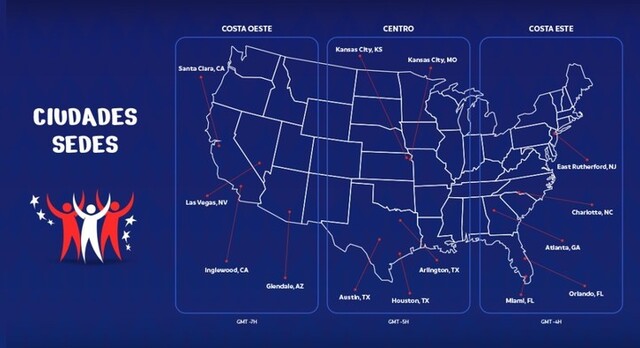 COSTA OESTE
CENTRO
COSTA ESTE
Kansas City, KS
Kansas City, MO
Santa Clara, CA
CIUDADES
SEDES
East Rutherford, NJ
Las Vegas, NV
Charlotte, NC
Atlanta, GA
Inglewood, CA
Arlington, TX
Glendale, AZ
Austin, TX
Houston, TX
Miami, FL
Orlando, FL
GMT -7H
GMT -5H
GMT -4H